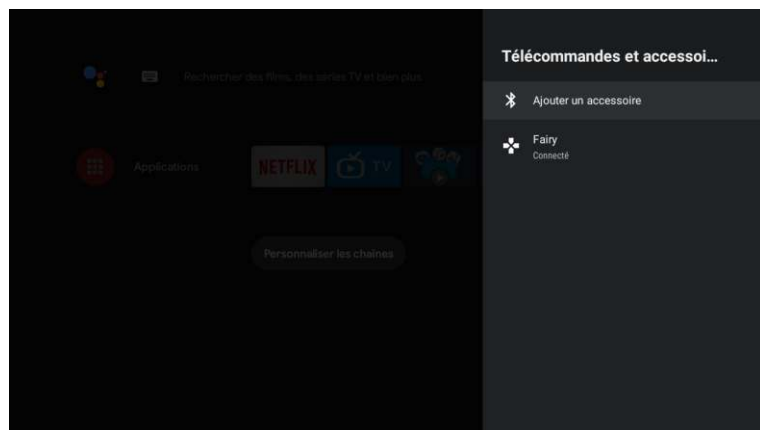 Télécommandes et accessoi...
Rechercher des films, des séries TV et bien plus
Ajouter un accessoire
Fairy
Connecté
Applications
NETFLIX
TV
Personnaliser les chaînes